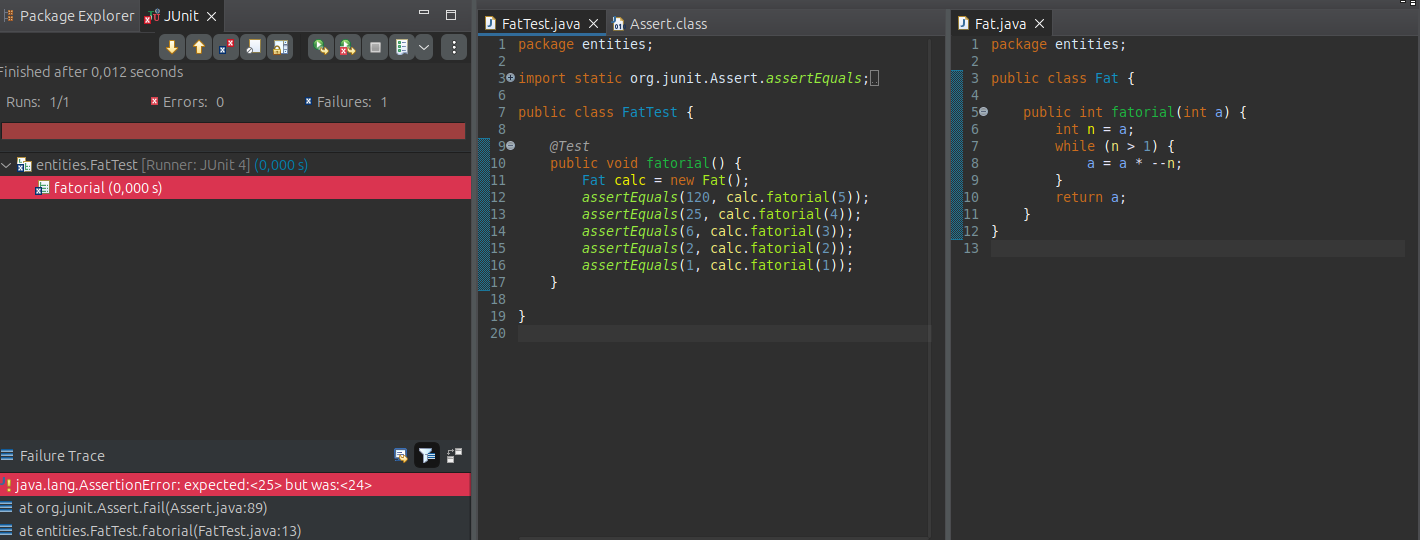 Package Explorer
JUnit
Finished after 0,012 seconds
Runs: 1/1
Errors: 0
Failures: 1
entities.FatTest [Runner: JUnit 4] (0,000 s)
fatorial (0,000 s)
Failure Trace
java.lang.AssertionError: expected:<25> but was:<24>
at org.junit.Assert.fail(Assert.java:89)
at entities.FatTest.fatorial(FatTest.java:13)
FatTest.java
Assert.class
1 package entities;
2
3 import static org.junit.Assert.assertEquals;
6
7 public class FatTest {
8
9 @Test
10 public void fatorial() {
11 Fat calc = new Fat();
12 assertEquals(120, calc.fatorial(5));
13 assertEquals(25, calc.fatorial(4));
14 assertEquals(6, calc.fatorial(3));
15 assertEquals(2, calc.fatorial(2));
16 assertEquals(1, calc.fatorial(1));
17 }
18
19 }
20
Fat.java
1 package entities;
2
3 public class Fat {
4
5 public int fatorial(int a) {
6 int n = a;
7 while (n > 1) {
8 a = a * --n;
9 }
10 return a;
11 }
12 }
13